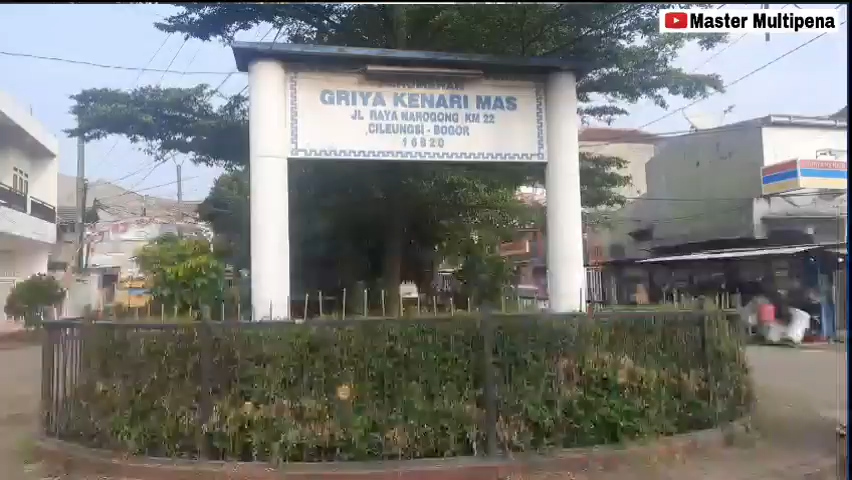 Master Multipena
GRIYA KENARI MAS
JL RAYA NAROGONG KM 22
CILEUNGSI - BOGOR
16820